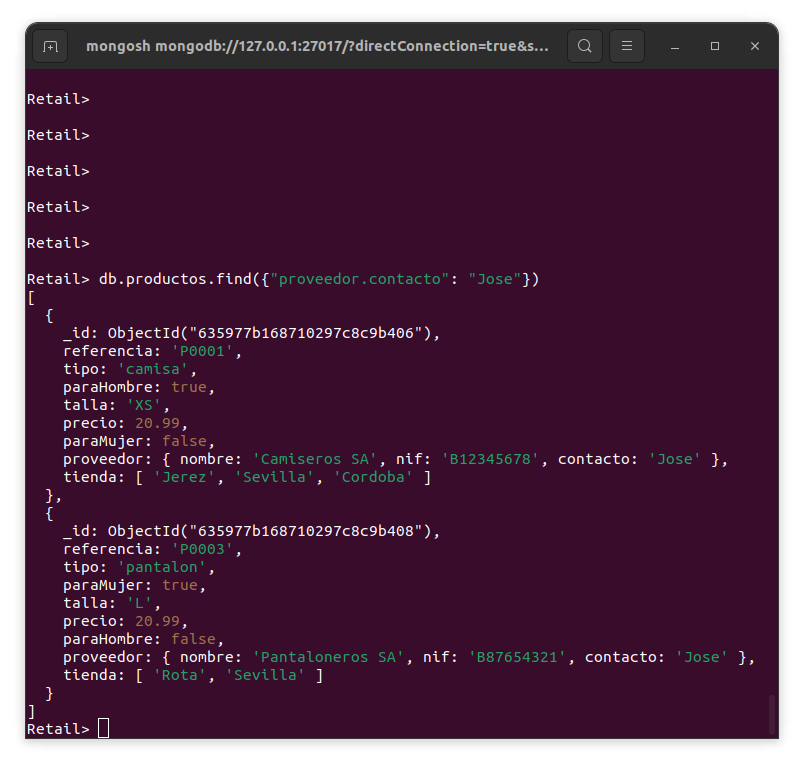 mongosh mongodb://127.0.0.1:27017/?directConnection=true&s...
Retail>
Retail>
Retail>
Retail>
Retail>
Retail> db.productos.find({"proveedor.contacto": "Jose"})
[
  {
    _id: ObjectId("635977b168710297c8c9b406"),
    referencia: 'P0001',
    tipo: 'camisa',
    paraHombre: true,
    talla: 'XS',
    precio: 20.99,
    paraMujer: false,
    proveedor: { nombre: 'Camiseros SA', nif: 'B12345678', contacto: 'Jose' },
    tienda: [ 'Jerez', 'Sevilla', 'Cordoba' ]
  },
  {
    _id: ObjectId("635977b168710297c8c9b408"),
    referencia: 'P0003',
    tipo: 'pantalon',
    paraMujer: true,
    talla: 'L',
    precio: 20.99,
    paraHombre: false,
    proveedor: { nombre: 'Pantaloneros SA', nif: 'B87654321', contacto: 'Jose' },
    tienda: [ 'Rota', 'Sevilla' ]
  }
]
Retail>